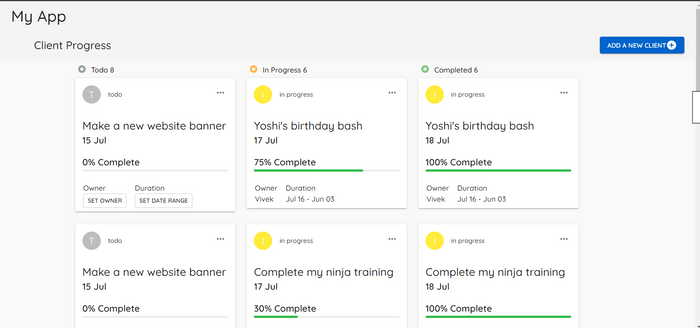 My App
Client Progress
ADD A NEW CLIENT
Todo 8
In Progress 6
Completed 6
T
todo
...
Make a new website banner
15 Jul
0% Complete
Owner Duration
SET OWNER SET DATE RANGE
in progress
...
Yoshi's birthday bash
17 Jul
75% Complete
Owner Duration
Vivek Jul 16 - Jun 03
in progress
...
Yoshi's birthday bash
18 Jul
100% Complete
Owner Duration
Vivek Jul 16 - Jun 03
T
todo
...
Make a new website banner
15 Jul
0% Complete
in progress
...
Complete my ninja training
17 Jul
30% Complete
in progress
...
Complete my ninja training
18 Jul
100% Complete